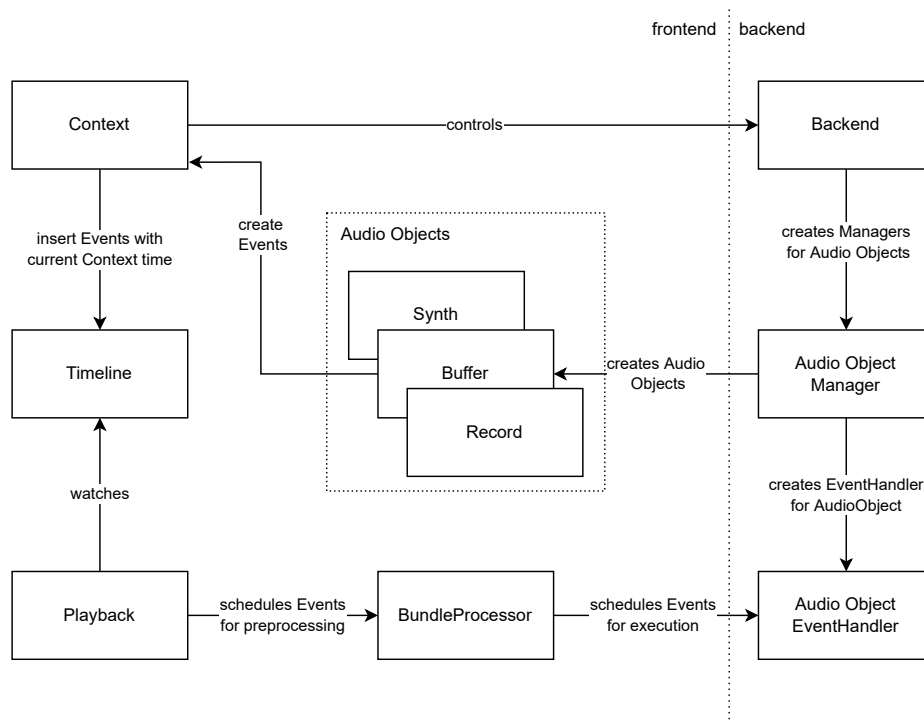 frontend
backend
Context
controls
Backend
create
Events
insert Events with
current Context time
Audio Objects
creates Managers
for Audio Objects
Synth
Timeline
Buffer
creates Audio
Objects
Audio Object
Manager
Record
watches
creates EventHandler
for AudioObject
Playback
schedules Events
for preprocessing
BundleProcessor
schedules Events
for execution
Audio Object
EventHandler